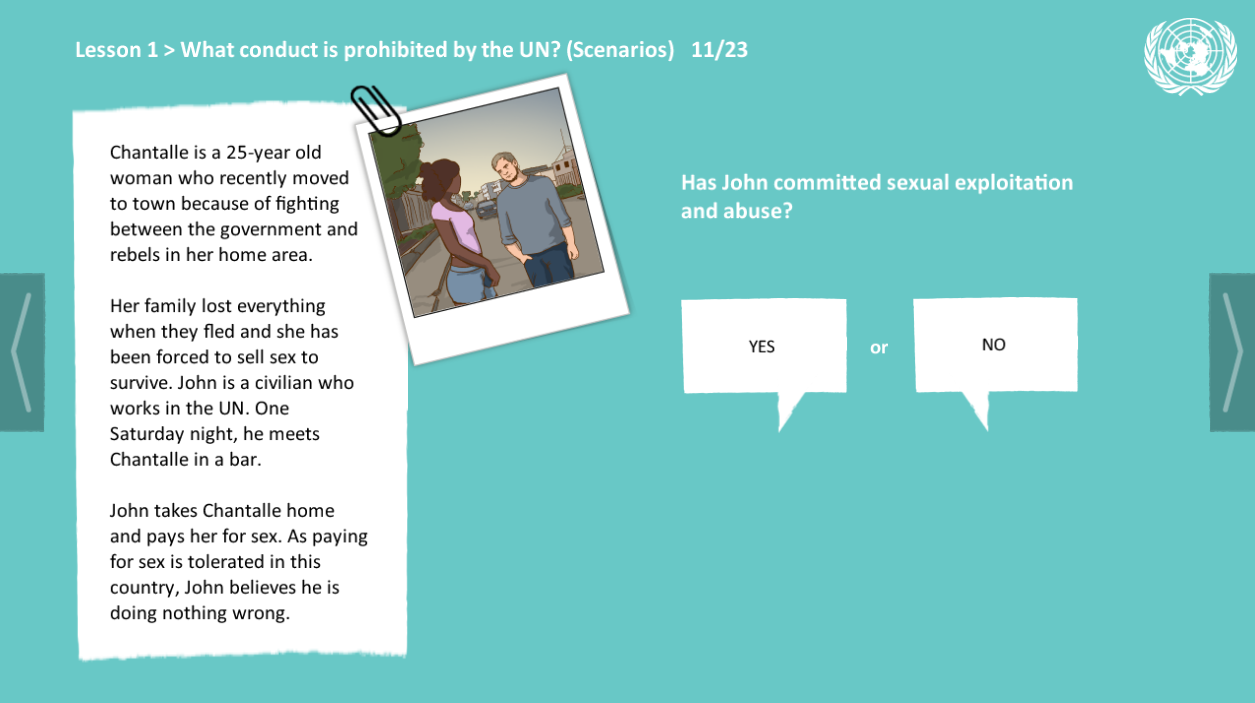 Lesson 1 > What conduct is prohibited by the UN? (Scenarios) 11/23
Chantalle is a 25-year old
woman who recently moved
to town because of fighting
between the government and
rebels in her home area.
Her family lost everything
when they fled and she has
been forced to sell sex to
survive. John is a civilian who
works in the UN. One
Saturday night, he meets
Chantalle in a bar.
John takes Chantalle home
and pays her for sex. As paying
for sex is tolerated in this
country, John believes he is
doing nothing wrong.
Has John committed sexual exploitation
and abuse?
YES or NO